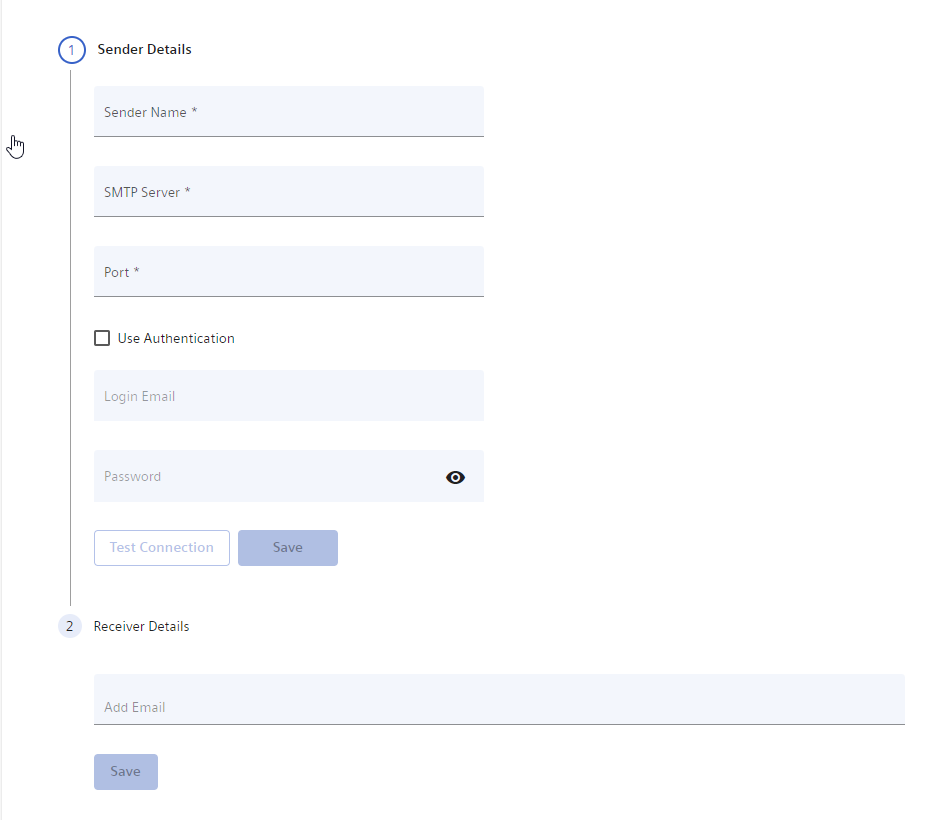 1 Sender Details
Sender Name *
SMTP Server *
Port *
Use Authentication
Login Email
Password
Test Connection Save
2 Receiver Details
Add Email
Save